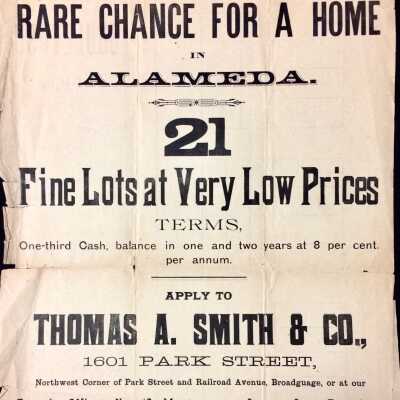 RARE CHANCE FOR A HOME
IN
ALAMEDA.
21
Fine Lots at Very Low Prices
TERMS,
One-third Cash, balance in one and two years at 8 per cent.
per annum.
APPLY TO
THOMAS A. SMITH & CO.,
1601 PARK STREET,
Northwest Corner of Park Street and Railroad Avenue, Broadguage, or at our